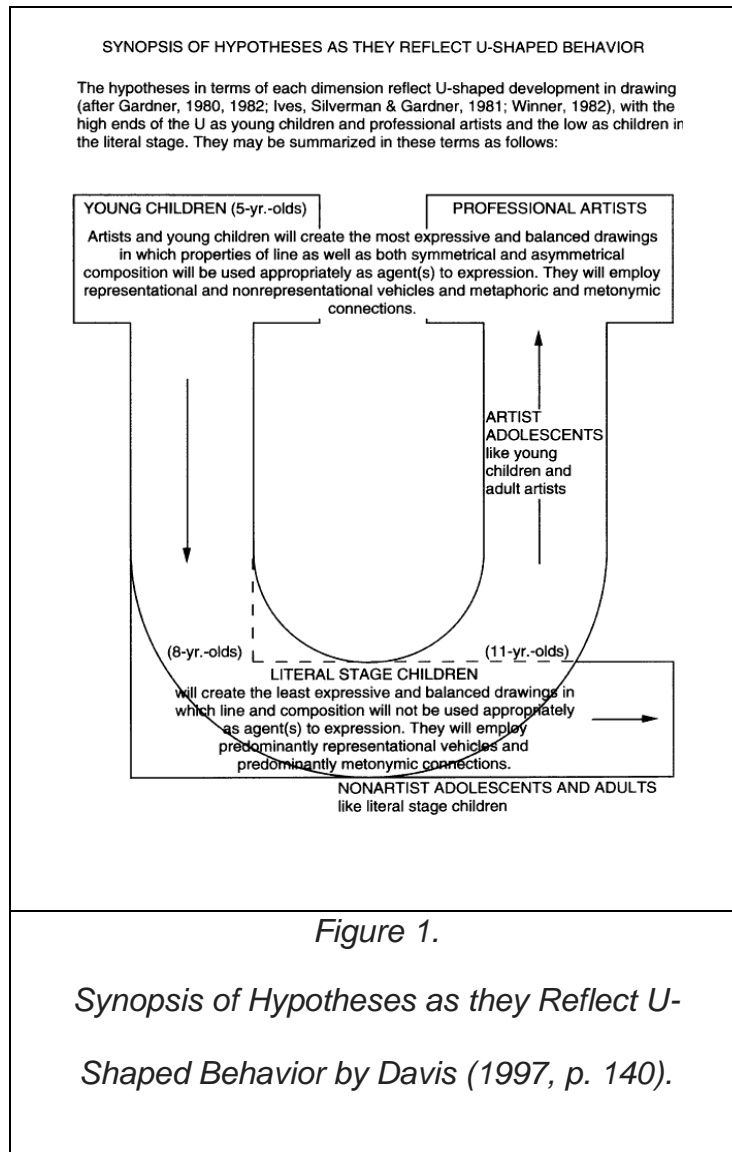 SYNOPSIS OF HYPOTHESES AS THEY REFLECT U-SHAPED BEHAVIOR
The hypotheses in terms of each dimension reflect U-shaped development in drawing
(after Gardner, 1980, 1982; Ives, Silverman & Gardner, 1981; Winner, 1982), with the
high ends of the U as young children and professional artists and the low as children in
the literal stage. They may be summarized in these terms as follows:
YOUNG CHILDREN (5-yr.-olds)
PROFESSIONAL ARTISTS
Artists and young children will create the most expressive and balanced drawings
in which properties of line as well as both symmetrical and asymmetrical
composition will be used appropriately as agent(s) to expression. They will employ
representational and nonrepresentational vehicles and metaphoric and metonymic
connections.
ARTIST
ADOLESCENTS
like young
children and
adult artists
(8-yr.-olds)
(11-yr.-olds)
LITERAL STAGE CHILDREN
will create the least expressive and balanced drawings in
which line and composition will not be used appropriately
as agent(s) to expression. They will employ
predominantly representational vehicles and
predominantly metonymic connections.
NONARTIST ADOLESCENTS AND ADULTS
like literal stage children
Figure 1.
Synopsis of Hypotheses as they Reflect U-
Shaped Behavior by Davis (1997, p. 140).